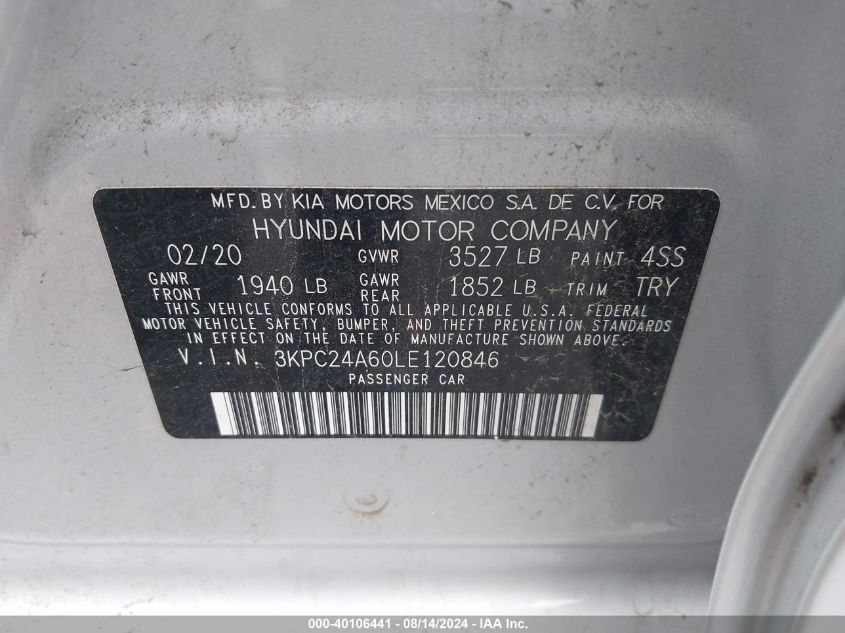 MFD. BY KIA MOTORS MEXICO S.A. DE C.V. FOR
HYUNDAI MOTOR COMPANY
02/20 GVWR 3527 LB PAINT 4SS
GAWR FRONT 1940 LB GAWR REAR 1852 LB TRIM TRY
THIS VEHICLE CONFORMS TO ALL APPLICABLE U.S.A. FEDERAL
MOTOR VEHICLE SAFETY, BUMPER, AND THEFT PREVENTION STANDARDS
IN EFFECT ON THE DATE OF MANUFACTURE SHOWN ABOVE.
V.I.N. 3KPC24A60LE120846
PASSENGER CAR
000-40106441 - 08/14/2024 - IAA Inc.